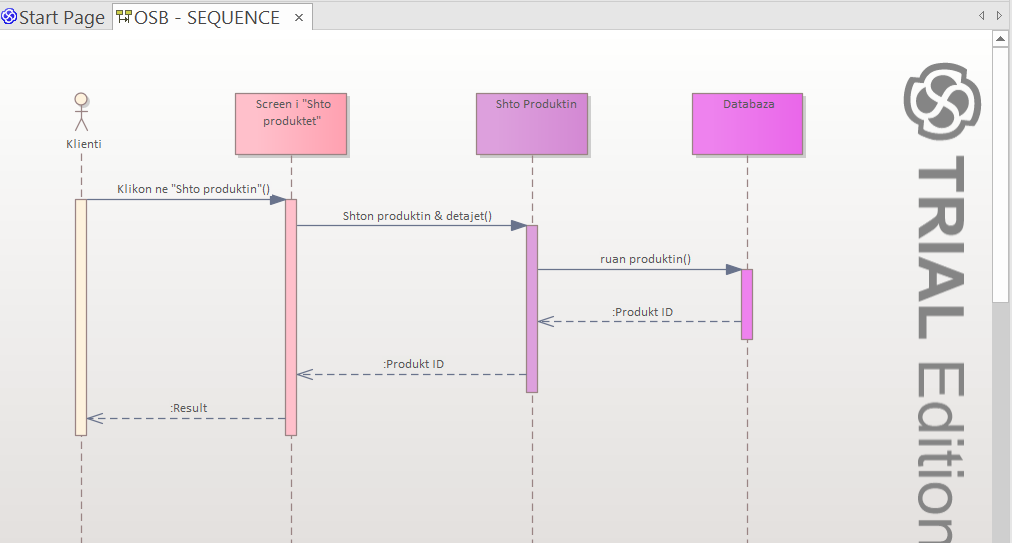 Start Page
OSB - SEQUENCE
Screen i "Shto
produktet"
Shto Produktin
Databaza
Klienti
Klikon ne "Shto produktin"()
Shton produktin & detajet()
ruan produktin()
:Produkt ID
:Produkt ID
:Result
TRIAL Edition